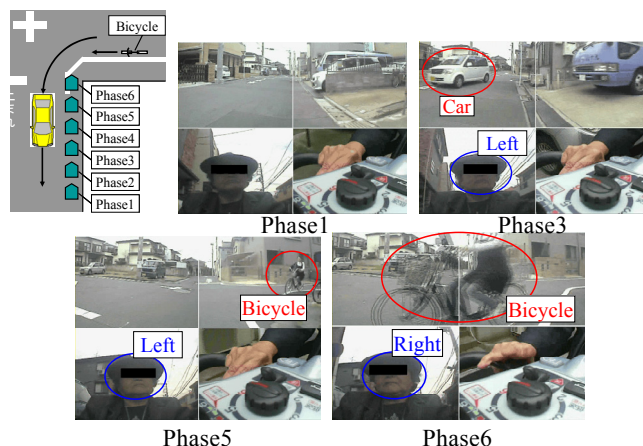 Bicycle
Phase6
Phase5
Phase4
Phase3
Phase2
Phase1
Car
Left
Phase1
Phase3
Bicycle
Left
Bicycle
Right
Phase5
Phase6